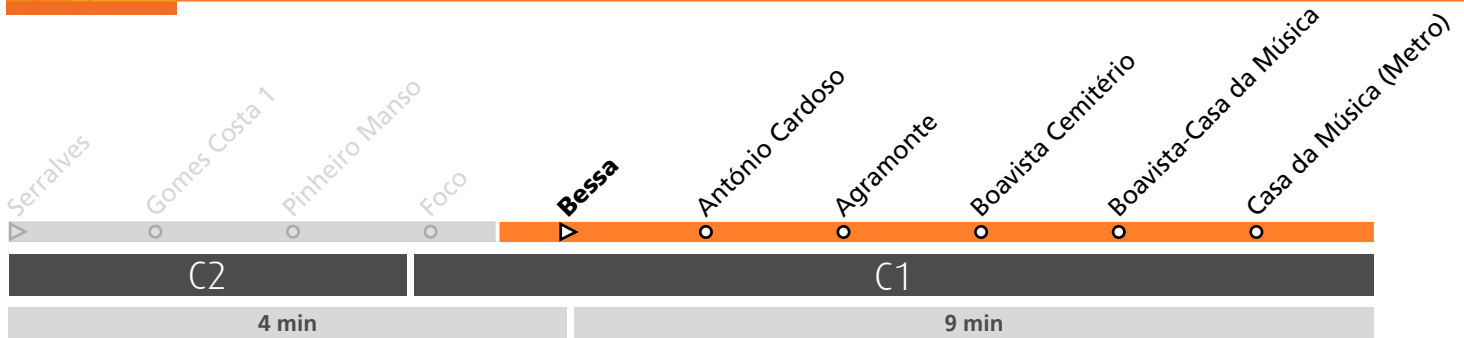 Serralves
Gomes Costa 1
Pinheiro Manso
Foco
Bessa
António Cardoso
Agramonte
Boavista Cemitério
Boavista-Casa da Música
Casa da Música (Metro)
C2
C1
4 min
9 min